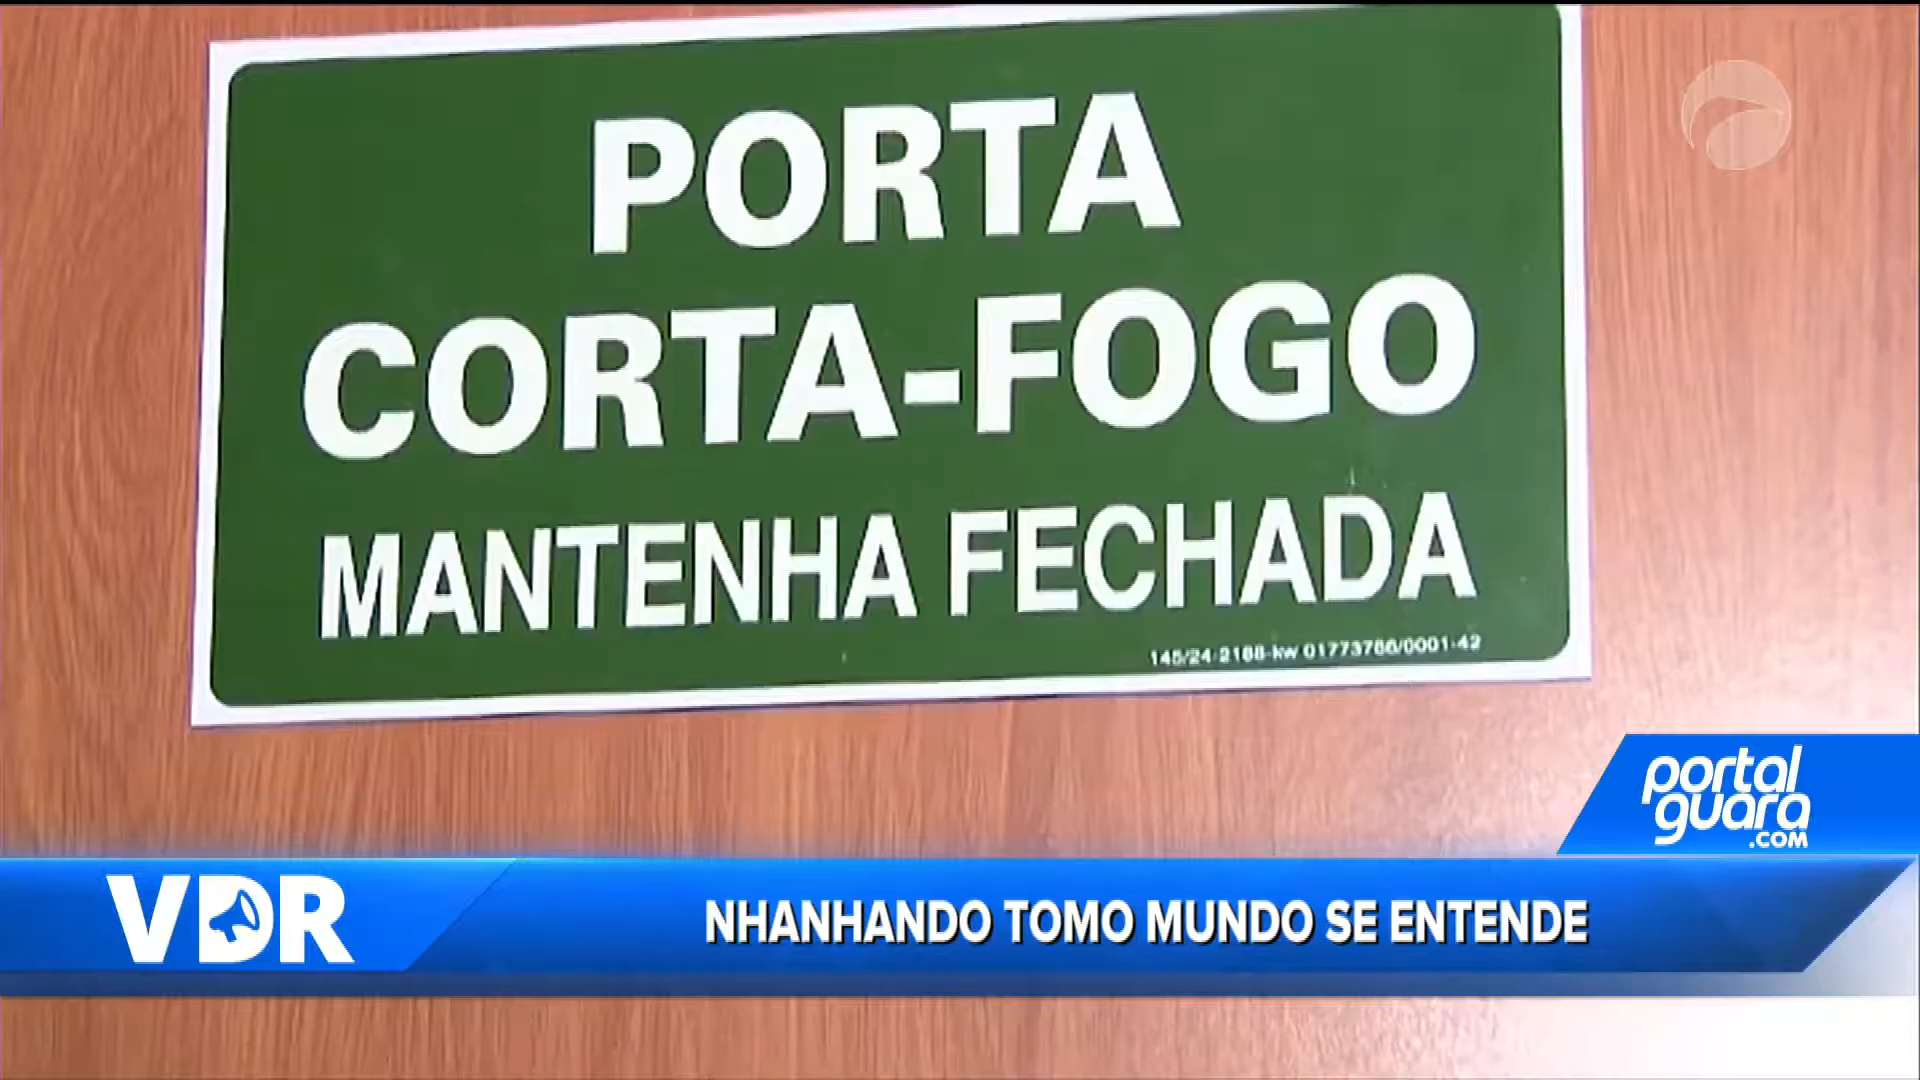 PORTA
CORTA-FOGO
MANTENHA FECHADA
145/24-2188-kw 01773786/0001-42
portal
guara
.COM
VDR
NHANHANDO TOMO MUNDO SE ENTENDE